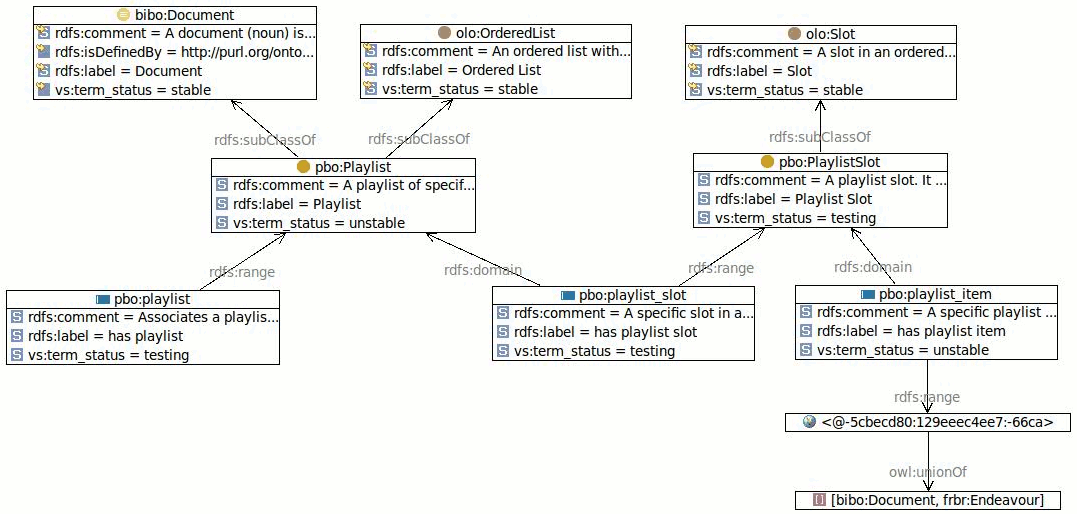 bibo:Document
rdfs:comment = A document (noun) is...
rdfs:isDefinedBy = http://purl.org/onto...
rdfs:label = Document
vs:term_status = stable
olo:OrderedList
rdfs:comment = An ordered list with...
rdfs:label = Ordered List
vs:term_status = stable
olo:Slot
rdfs:comment = A slot in an ordered...
rdfs:label = Slot
vs:term_status = stable
rdfs:subClassOf
rdfs:subClassOf
rdfs:subClassOf
pbo:Playlist
rdfs:comment = A playlist of specif...
rdfs:label = Playlist
vs:term_status = unstable
pbo:PlaylistSlot
rdfs:comment = A playlist slot. It ...
rdfs:label = Playlist Slot
vs:term_status = testing
rdfs:range
rdfs:domain
rdfs:range
rdfs:domain
pbo:playlist
rdfs:comment = Associates a playlis...
rdfs:label = has playlist
vs:term_status = testing
pbo:playlist_slot
rdfs:comment = A specific slot in a...
rdfs:label = has playlist slot
vs:term_status = testing
pbo:playlist_item
rdfs:comment = A specific playlist ...
rdfs:label = has playlist item
vs:term_status = unstable
rdfs:range
<@-5cbecd80:129eeec4ee7:-66ca>
owl:unionOf
[bibo:Document, frbr:Endeavour]